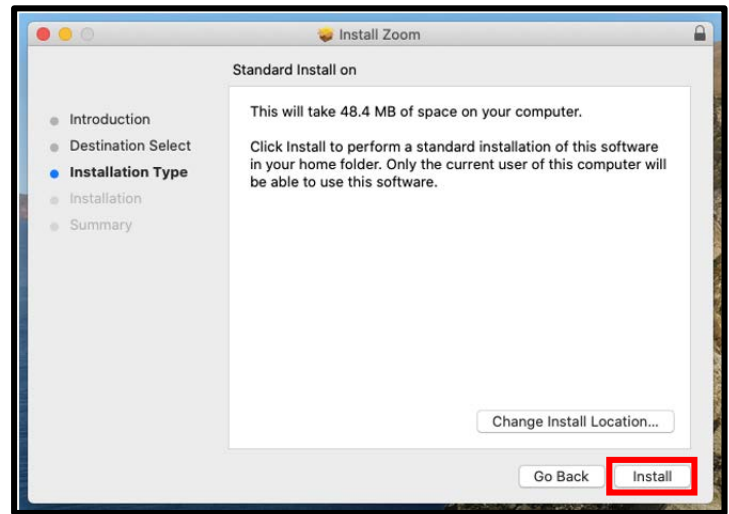 Install Zoom
Standard Install on
Introduction
Destination Select
Installation Type
Installation
Summary
This will take 48.4 MB of space on your computer.
Click Install to perform a standard installation of this software
in your home folder. Only the current user of this computer will
be able to use this software.
Change Install Location...
Go Back
Install